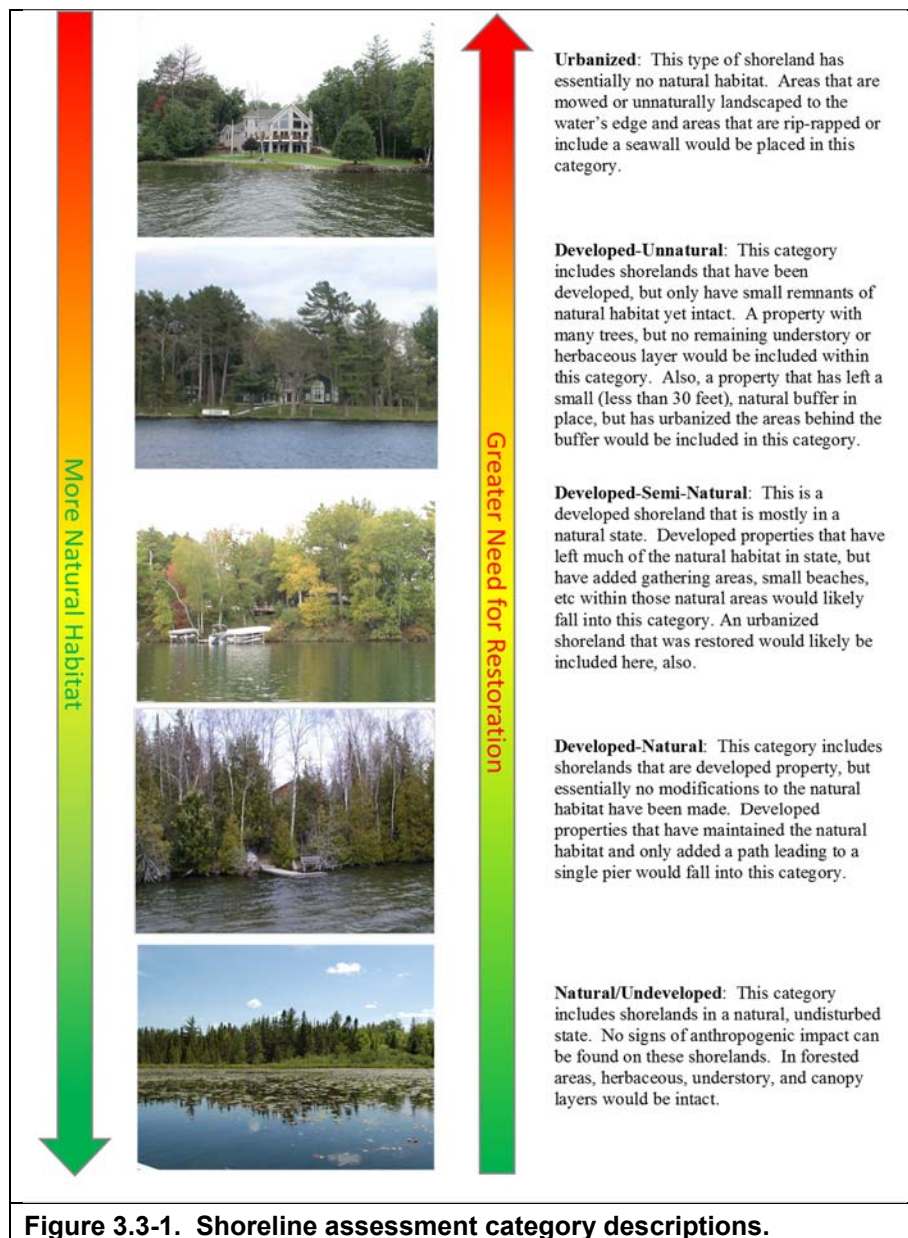 More Natural Habitat
Greater Need for Restoration
Urbanized: This type of shoreland has
essentially no natural habitat. Areas that are
mowed or unnaturally landscaped to the
water's edge and areas that are rip-rapped or
include a seawall would be placed in this
category.
Developed-Unnatural: This category
includes shorelands that have been
developed, but only have small remnants of
natural habitat yet intact. A property with
many trees, but no remaining understory or
herbaceous layer would be included within
this category. Also, a property that has left a
small (less than 30 feet), natural buffer in
place, but has urbanized the areas behind the
buffer would be included in this category.
Developed-Semi-Natural: This is a
developed shoreland that is mostly in a
natural state. Developed properties that have
left much of the natural habitat in state, but
have added gathering areas, small beaches,
etc within those natural areas would likely
fall into this category. An urbanized
shoreland that was restored would likely be
included here, also.
Developed-Natural: This category includes
shorelands that are developed property, but
essentially no modifications to the natural
habitat have been made. Developed
properties that have maintained the natural
habitat and only added a path leading to a
single pier would fall into this category.
Natural/Undeveloped: This category
includes shorelands in a natural, undisturbed
state. No signs of anthropogenic impact can
be found on these shorelands. In forested
areas, herbaceous, understory, and canopy
layers would be intact.
Figure 3.3-1. Shoreline assessment category descriptions.